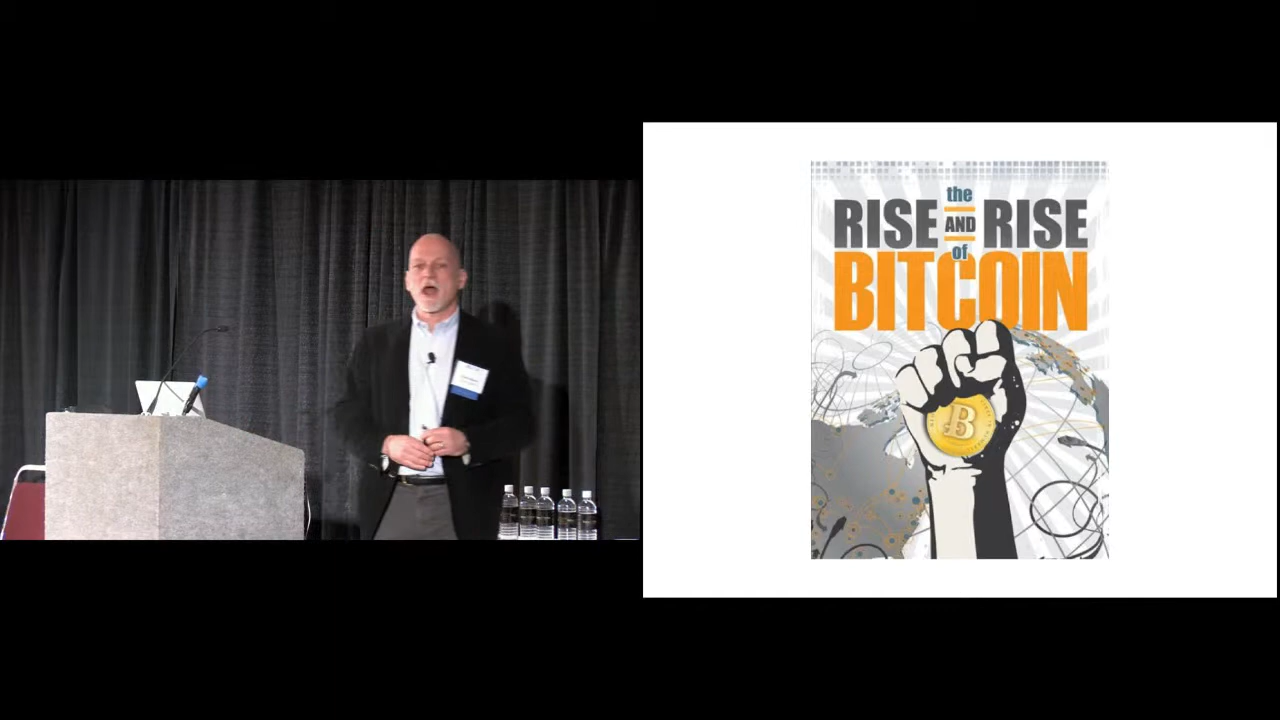 the
RISE AND RISE
of
BITCOIN
B